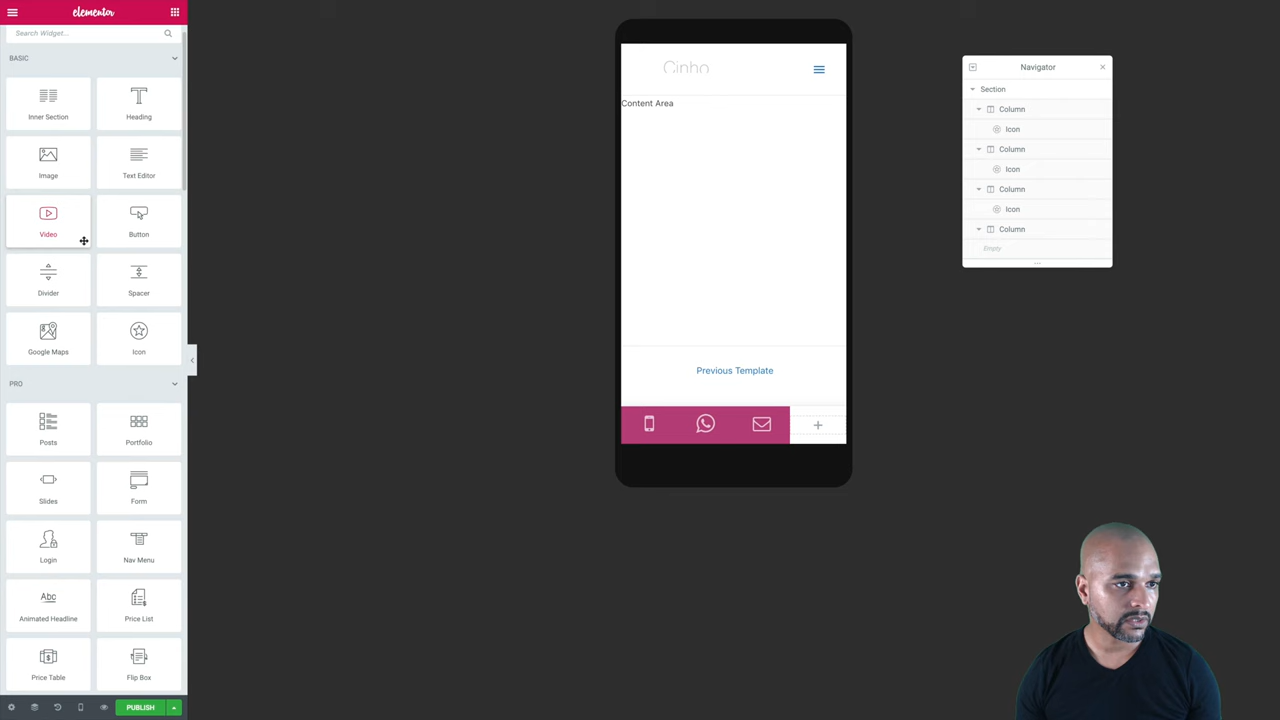 elementor
Search Widget...
BASIC
Inner Section
Heading
Image
Text Editor
Video
Button
Divider
Spacer
Google Maps
Icon
PRO
Posts
Portfolio
Slides
Form
Login
Nav Menu
Abc
Animated Headline
Price List
Price Table
Flip Box
PUBLISH
Content Area
Previous Template
Navigator
Section
Column
Icon
Column
Icon
Column
Icon
Column
Empty